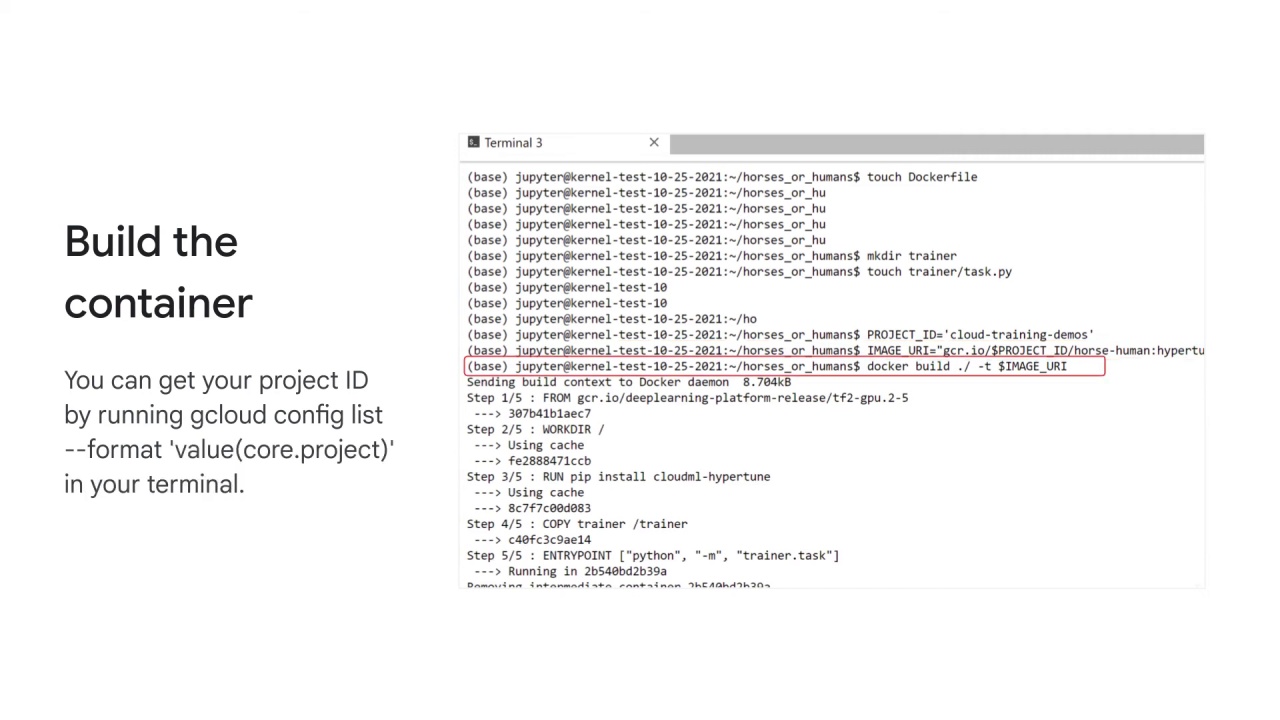 Build the
container
You can get your project ID
by running gcloud config list
--format 'value(core.project)'
in your terminal.
Terminal 3
(base) jupyter@kernel-test-10-25-2021:~/horses_or_humans$ touch Dockerfile
(base) jupyter@kernel-test-10-25-2021:~/horses_or_hu
(base) jupyter@kernel-test-10-25-2021:~/horses_or_hu
(base) jupyter@kernel-test-10-25-2021:~/horses_or_hu
(base) jupyter@kernel-test-10-25-2021:~/horses_or_hu
(base) jupyter@kernel-test-10-25-2021:~/horses_or_humans$ mkdir trainer
(base) jupyter@kernel-test-10-25-2021:~/horses_or_humans$ touch trainer/task.py
(base) jupyter@kernel-test-10
(base) jupyter@kernel-test-10
(base) jupyter@kernel-test-10-25-2021:~/ho
(base) jupyter@kernel-test-10-25-2021:~/horses_or_humans$ PROJECT_ID='cloud-training-demos'
(base) jupyter@kernel-test-10-25-2021:~/horses_or_humans$ IMAGE_URI="gcr.io/$PROJECT_ID/horse-human:hypertu
(base) jupyter@kernel-test-10-25-2021:~/horses_or_humans$ docker build ./ -t $IMAGE_URI
Sending build context to Docker daemon 8.704kB
Step 1/5 : FROM gcr.io/deeplearning-platform-release/tf2-gpu.2-5
---> 307b41b1aec7
Step 2/5 : WORKDIR /
---> Using cache
---> fe2888471ccb
Step 3/5 : RUN pip install cloudml-hypertune
---> Using cache
---> 8c7f7c00d083
Step 4/5 : COPY trainer /trainer
---> c40fc3c9ae14
Step 5/5 : ENTRYPOINT ["python", "-m", "trainer.task"]
---> Running in 2b540bd2b39a
Removing intermediate container 2b540bd2b39a